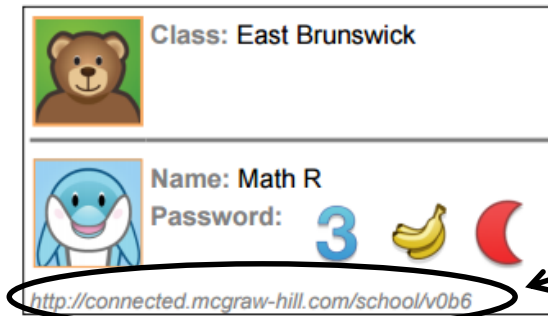 Class: East Brunswick
Name: Math R
Password: 3
http://connected.mcgraw-hill.com/school/v0b6